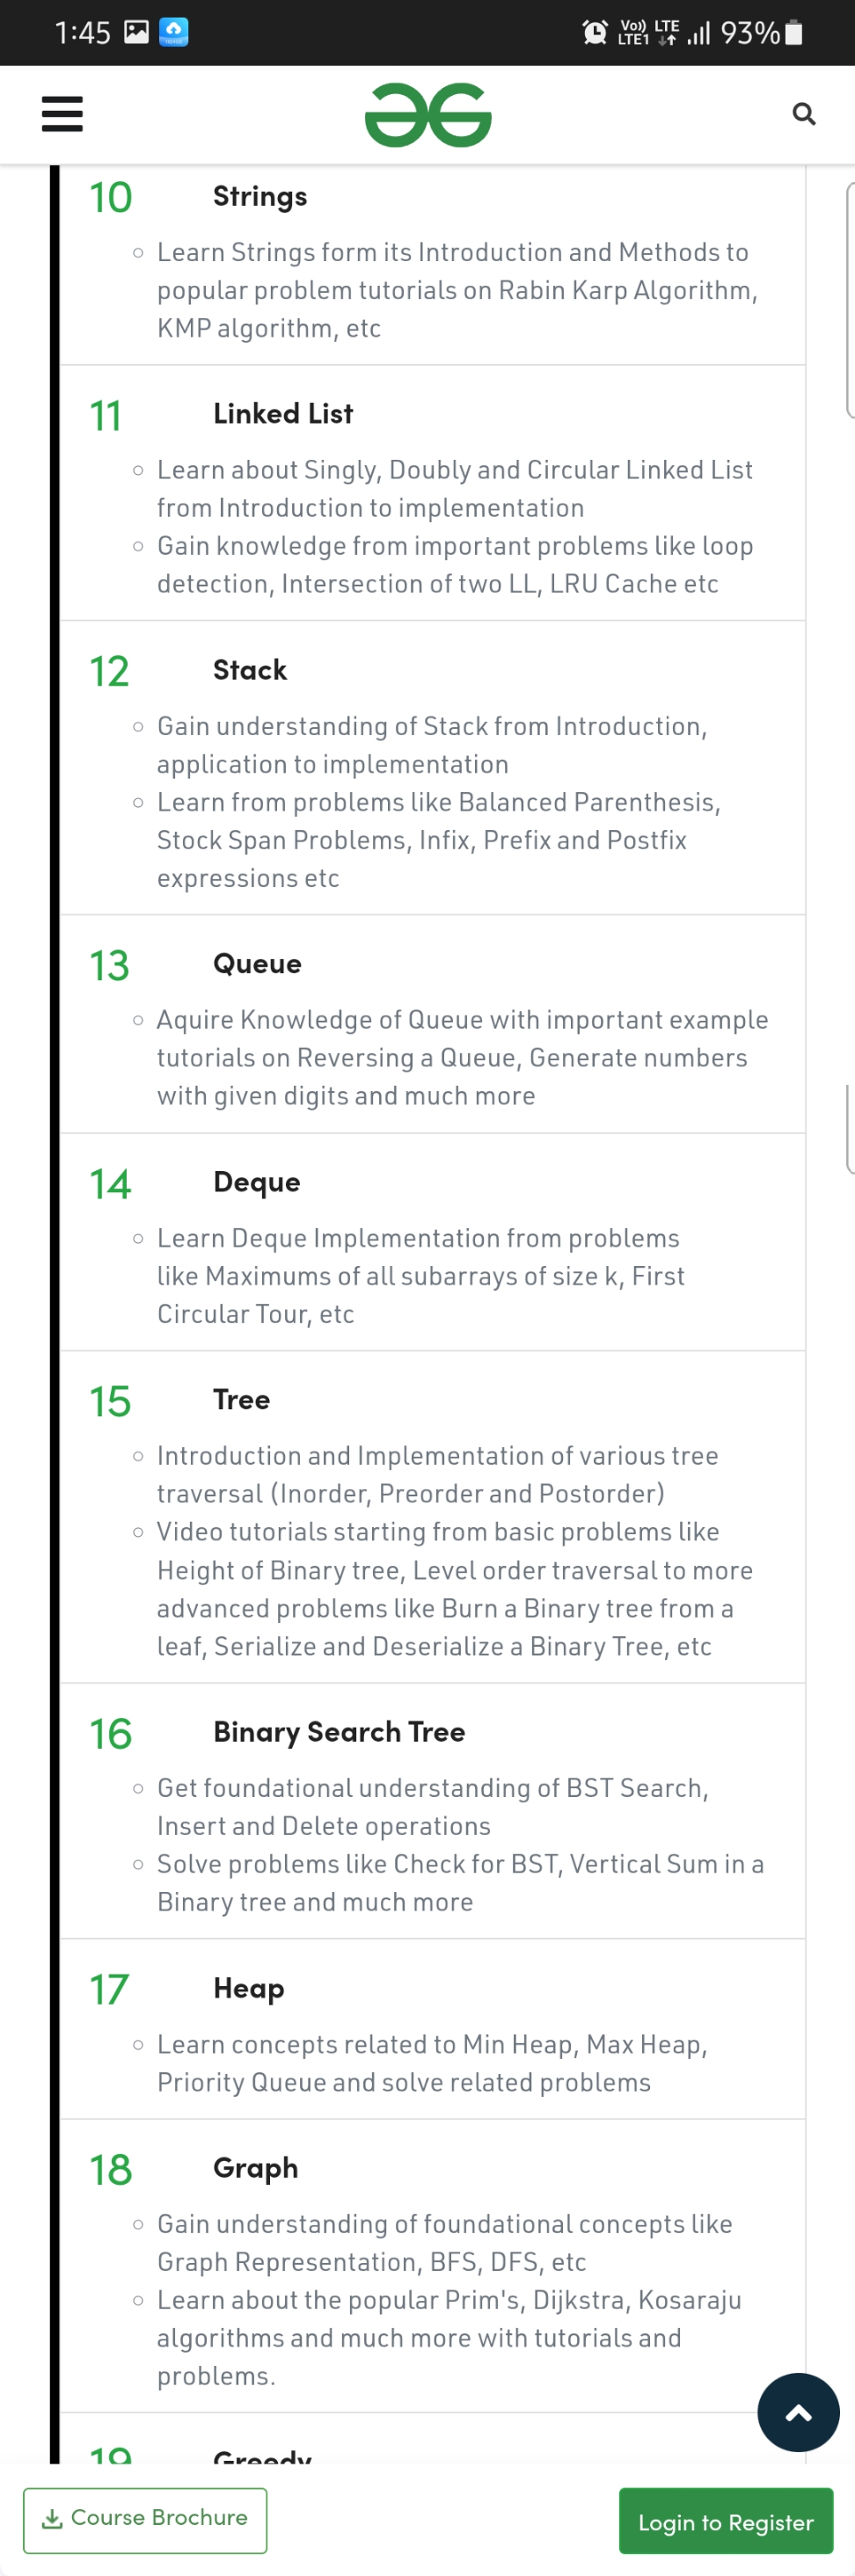 1:45
Vo)) LTE
LTE1
93%
10 Strings
Learn Strings form its Introduction and Methods to
popular problem tutorials on Rabin Karp Algorithm,
KMP algorithm, etc
11 Linked List
Learn about Singly, Doubly and Circular Linked List
from Introduction to implementation
Gain knowledge from important problems like loop
detection, Intersection of two LL, LRU Cache etc
12 Stack
Gain understanding of Stack from Introduction,
application to implementation
Learn from problems like Balanced Parenthesis,
Stock Span Problems, Infix, Prefix and Postfix
expressions etc
13 Queue
Aquire Knowledge of Queue with important example
tutorials on Reversing a Queue, Generate numbers
with given digits and much more
14 Deque
Learn Deque Implementation from problems
like Maximums of all subarrays of size k, First
Circular Tour, etc
15 Tree
Introduction and Implementation of various tree
traversal (Inorder, Preorder and Postorder)
Video tutorials starting from basic problems like
Height of Binary tree, Level order traversal to more
advanced problems like Burn a Binary tree from a
leaf, Serialize and Deserialize a Binary Tree, etc
16 Binary Search Tree
Get foundational understanding of BST Search,
Insert and Delete operations
Solve problems like Check for BST, Vertical Sum in a
Binary tree and much more
17 Heap
Learn concepts related to Min Heap, Max Heap,
Priority Queue and solve related problems
18 Graph
Gain understanding of foundational concepts like
Graph Representation, BFS, DFS, etc
Learn about the popular Prim's, Dijkstra, Kosaraju
algorithms and much more with tutorials and
problems.
19 Greedy
Course Brochure
Login to Register